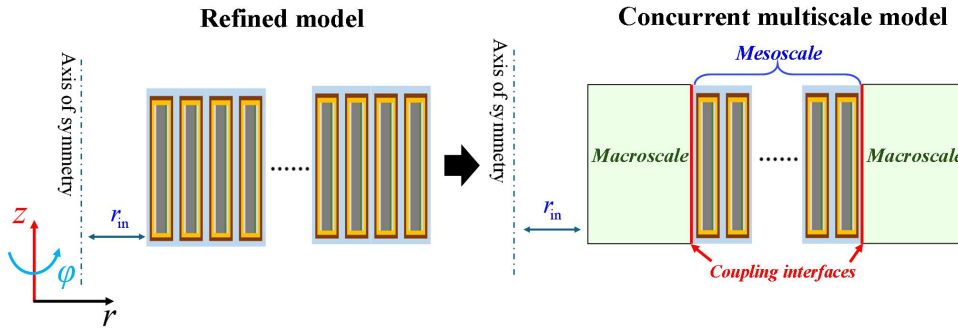 Refined model
Concurrent multiscale model
Axis of symmetry
Axis of symmetry
Mesoscale
Macroscale
Macroscale
......
......
r_in
r_in
z
φ
r
Coupling interfaces